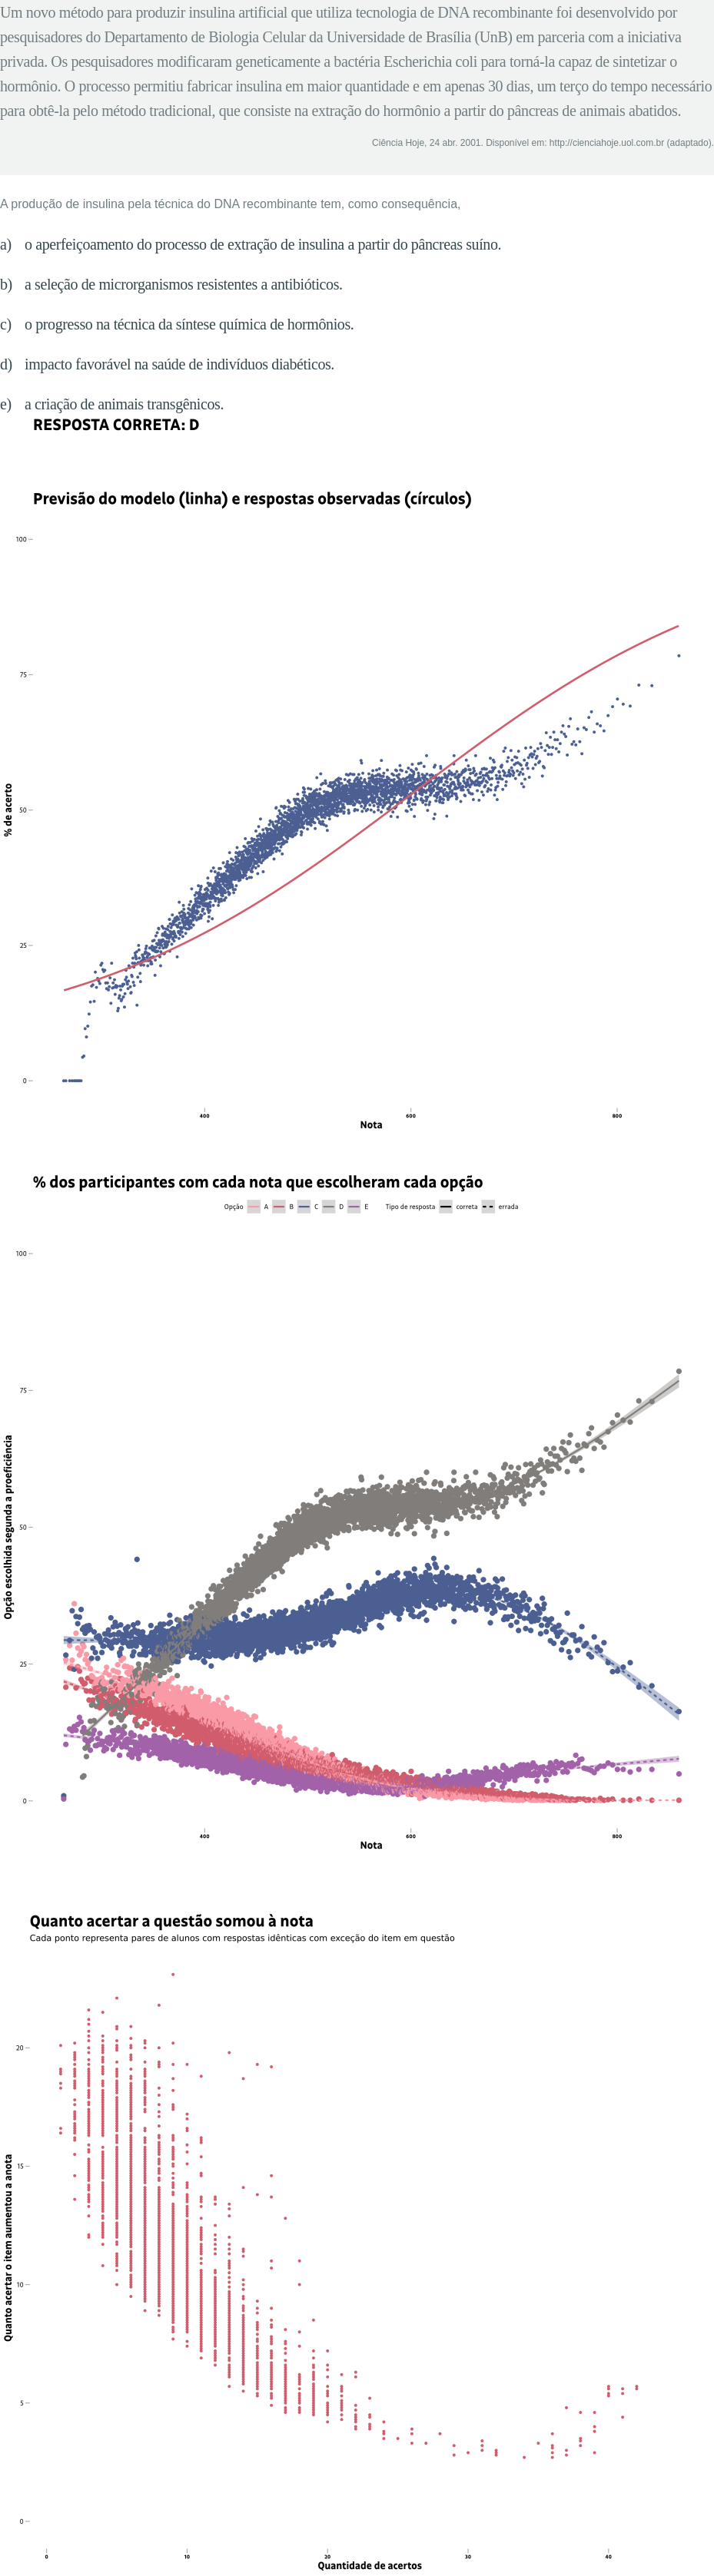 Um novo método para produzir insulina artificial que utiliza tecnologia de DNA recombinante foi desenvolvido por
pesquisadores do Departamento de Biologia Celular da Universidade de Brasília (UnB) em parceria com a iniciativa
privada. Os pesquisadores modificaram geneticamente a bactéria Escherichia coli para torná-la capaz de sintetizar o
hormônio. O processo permitiu fabricar insulina em maior quantidade e em apenas 30 dias, um terço do tempo necessário
para obtê-la pelo método tradicional, que consiste na extração do hormônio a partir do pâncreas de animais abatidos.
Ciência Hoje, 24 abr. 2001. Disponível em: http://cienciahoje.uol.com.br (adaptado).
A produção de insulina pela técnica do DNA recombinante tem, como consequência,
a) o aperfeiçoamento do processo de extração de insulina a partir do pâncreas suíno.
b) a seleção de microrganismos resistentes a antibióticos.
c) o progresso na técnica da síntese química de hormônios.
d) impacto favorável na saúde de indivíduos diabéticos.
e) a criação de animais transgênicos.
RESPOSTA CORRETA: D
Previsão do modelo (linha) e respostas observadas (círculos)
100
75
50
25
0
% de acerto
400 600 800
Nota
% dos participantes com cada nota que escolheram cada opção
Opção A B C D E Tipo de resposta correta errada
100
75
50
25
0
Opção escolhida segunda a proeficiência
400 600 800
Nota
Quanto acertar a questão somou à nota
Cada ponto representa pares de alunos com respostas idênticas com exceção do item em questão
20
15
10
5
0
Quanto acertar o item aumentou a anota
0 10 20 30 40
Quantidade de acertos